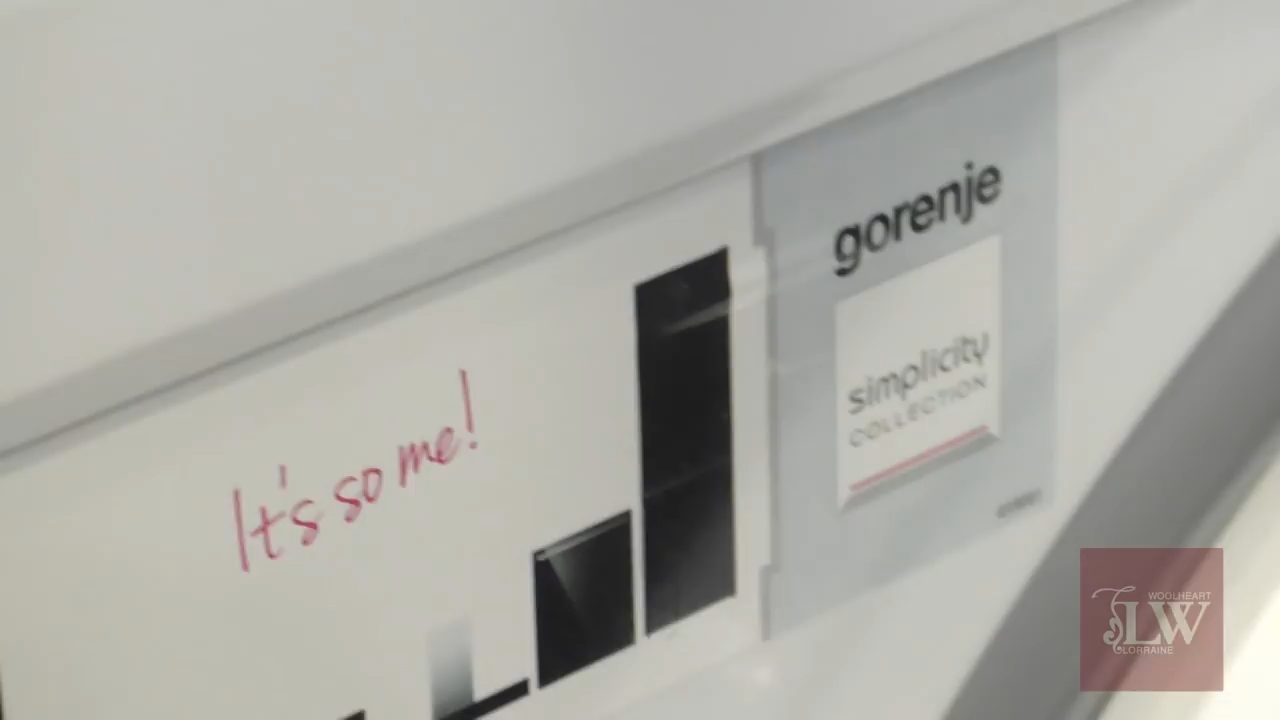 It's so me!
gorenje
simplicity
COLLECTION
WOOLHEART
LW
LORRAINE